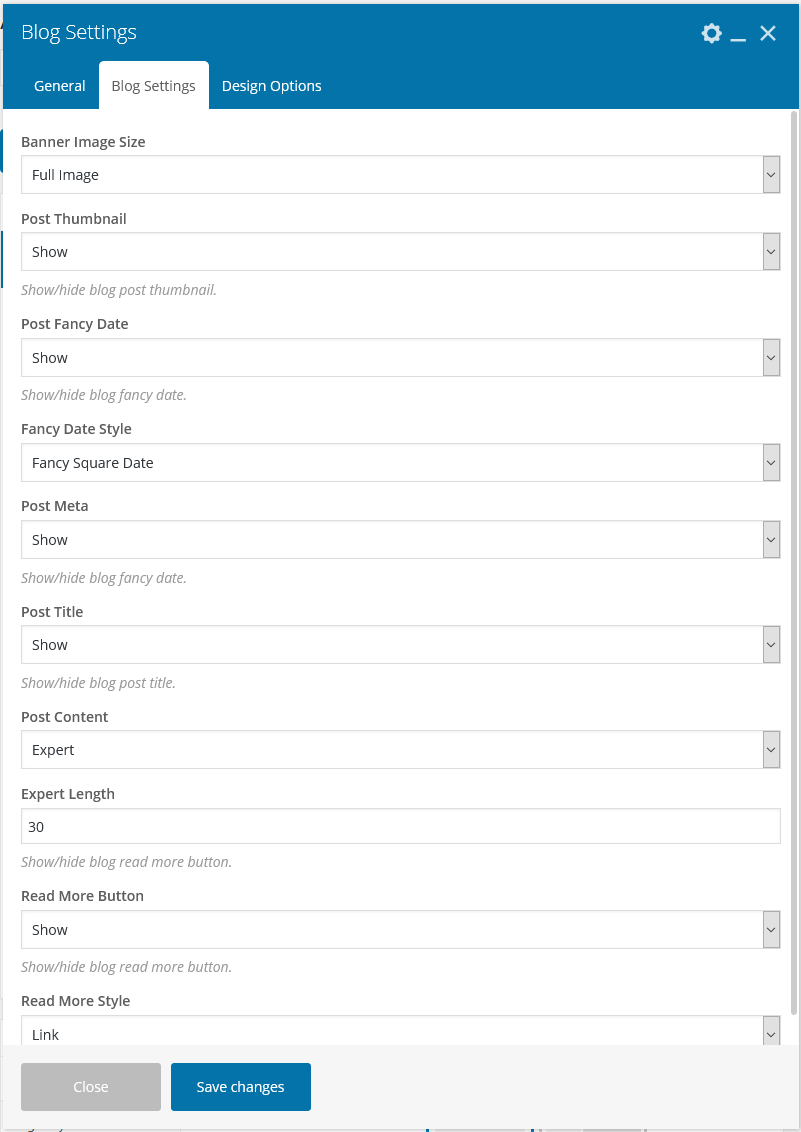 Blog Settings
General Blog Settings Design Options
Banner Image Size
Full Image
Post Thumbnail
Show
Show/hide blog post thumbnail.
Post Fancy Date
Show
Show/hide blog fancy date.
Fancy Date Style
Fancy Square Date
Post Meta
Show
Show/hide blog fancy date.
Post Title
Show
Show/hide blog post title.
Post Content
Expert
Expert Length
30
Show/hide blog read more button.
Read More Button
Show
Show/hide blog read more button.
Read More Style
Link
Close Save changes